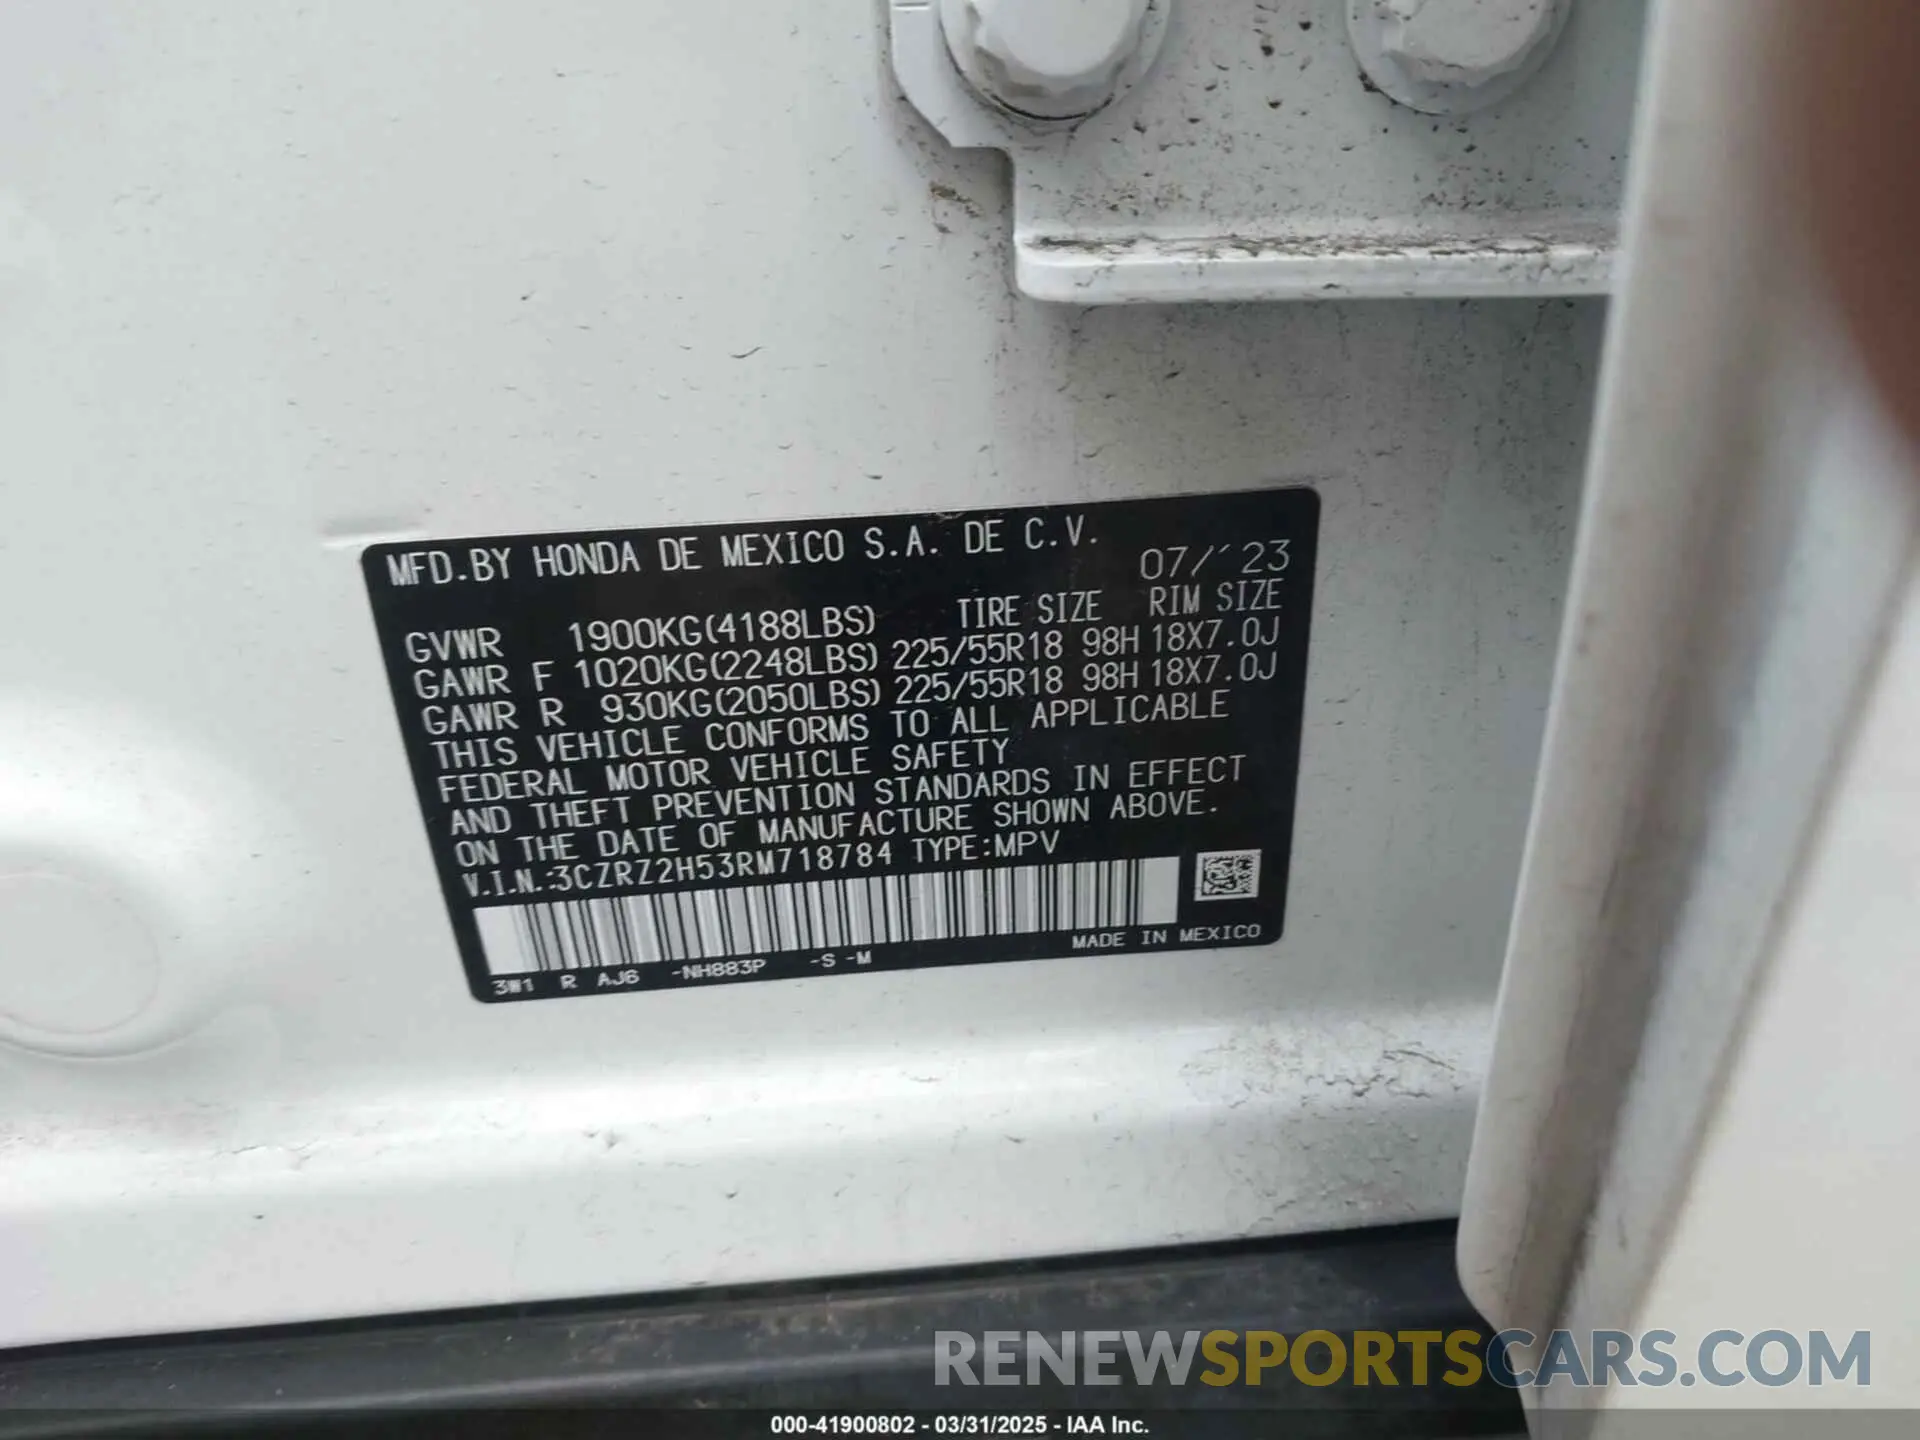 MFD.BY HONDA DE MEXICO S.A. DE C.V.
07/´23
TIRE SIZE RIM SIZE
GVWR 1900KG(4188LBS)
GAWR F 1020KG(2248LBS) 225/55R18 98H 18X7.0J
GAWR R 930KG(2050LBS) 225/55R18 98H 18X7.0J
THIS VEHICLE CONFORMS TO ALL APPLICABLE
FEDERAL MOTOR VEHICLE SAFETY
AND THEFT PREVENTION STANDARDS IN EFFECT
ON THE DATE OF MANUFACTURE SHOWN ABOVE.
V.I.N.:3CZRZ2H53RM718784 TYPE:MPV
MADE IN MEXICO
3W1 R AJ6 -NH883P -S -M
RENEWSPORTSCARS.COM
000-41900802 - 03/31/2025 - IAA Inc.